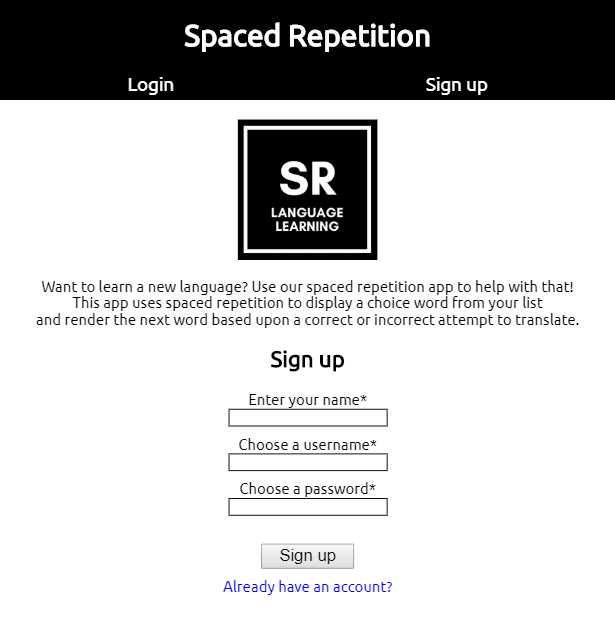 Spaced Repetition
Login
Sign up
SR
LANGUAGE
LEARNING
Want to learn a new language? Use our spaced repetition app to help with that!
This app uses spaced repetition to display a choice word from your list
and render the next word based upon a correct or incorrect attempt to translate.
Sign up
Enter your name*
Choose a username*
Choose a password*
Sign up
Already have an account?